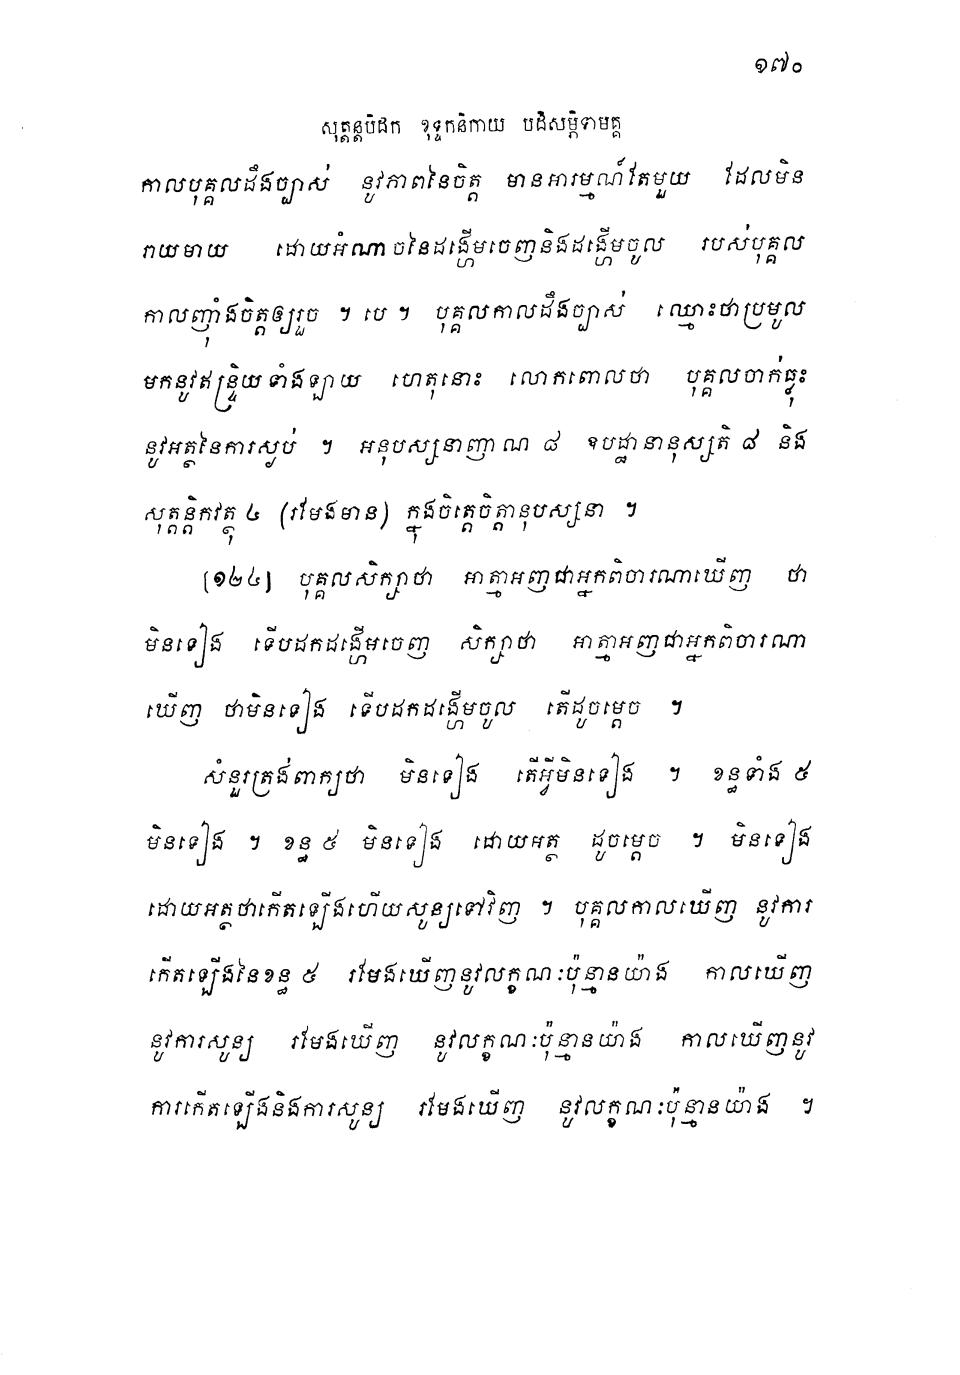 ១៧០
សុត្តន្តបិដក ខុទ្ទកនិកាយ បដិសម្ភិទាមគ្គ
កាលបុគ្គលដឹងច្បាស់ នូវភាពនៃចិត្ត មានអារម្មណ៍តែមួយ ដែលមិន
រាយមាយ ដោយអំណាចនៃដង្ហើមចេញនិងដង្ហើមចូល របស់បុគ្គល
កាលញ៉ាំងចិត្តឲ្យរួច ។ បេ ។ បុគ្គលកាលដឹងច្បាស់ ឈ្មោះថាប្រមូល
មកនូវឥន្ទ្រិយទាំងឡាយ ហេតុនោះ លោកពោលថា បុគ្គលចាក់ធ្លុះ
នូវអត្ថនៃការស្ងប់ ។ អនុបស្សនាញាណ ៨ ឧបដ្ឋានានុស្សតិ ៨ និង
សុត្តន្តិកវត្ថុ ៤ (រមែងមាន) ក្នុងចិត្តេចិត្តានុបស្សនា ។
[១២៤] បុគ្គលសិក្សាថា អាត្មាអញជាអ្នកពិចារណាឃើញ ថា
មិនទៀង ទើបដកដង្ហើមចេញ សិក្សាថា អាត្មាអញជាអ្នកពិចារណា
ឃើញ ថាមិនទៀង ទើបដកដង្ហើមចូល តើដូចម្តេច ។
សំនួរត្រង់ពាក្យថា មិនទៀង តើអ្វីមិនទៀង ។ ខន្ធទាំង ៥
មិនទៀង ។ ខន្ធ ៥ មិនទៀង ដោយអត្ថ ដូចម្តេច ។ មិនទៀង
ដោយអត្ថថាកើតឡើងហើយសូន្យទៅវិញ ។ បុគ្គលកាលឃើញ នូវការ
កើតឡើងនៃខន្ធ ៥ រមែងឃើញនូវលក្ខណៈប៉ុន្មានយ៉ាង កាលឃើញ
នូវការសូន្យ រមែងឃើញ នូវលក្ខណៈប៉ុន្មានយ៉ាង កាលឃើញនូវ
ការកើតឡើងនិងការសូន្យ រមែងឃើញ នូវលក្ខណៈប៉ុន្មានយ៉ាង ។